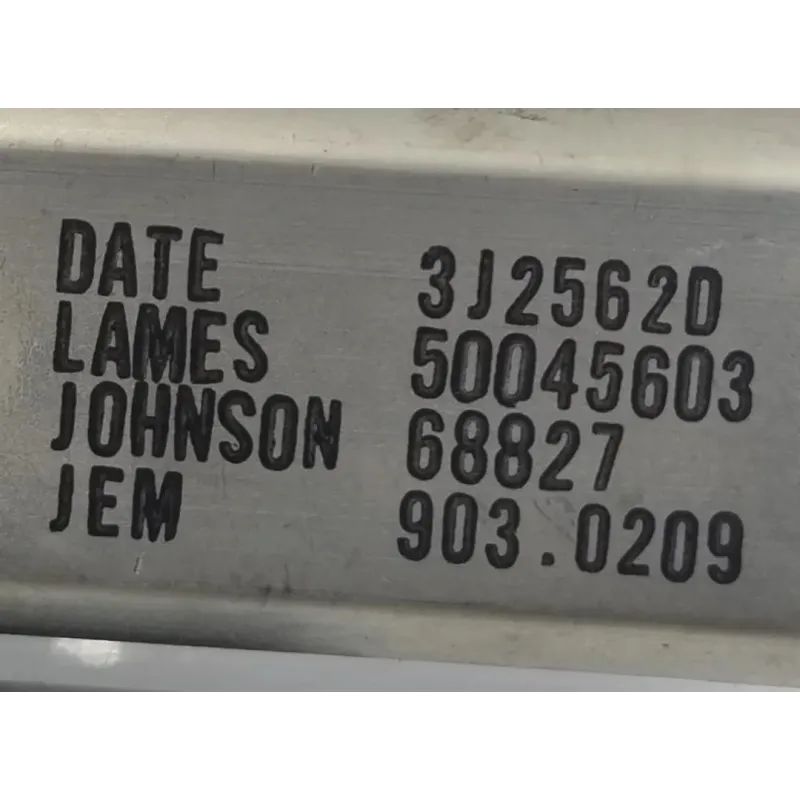 DATE 3J2562D
LAMES 50045603
JOHNSON 68827
JEM 903.0209